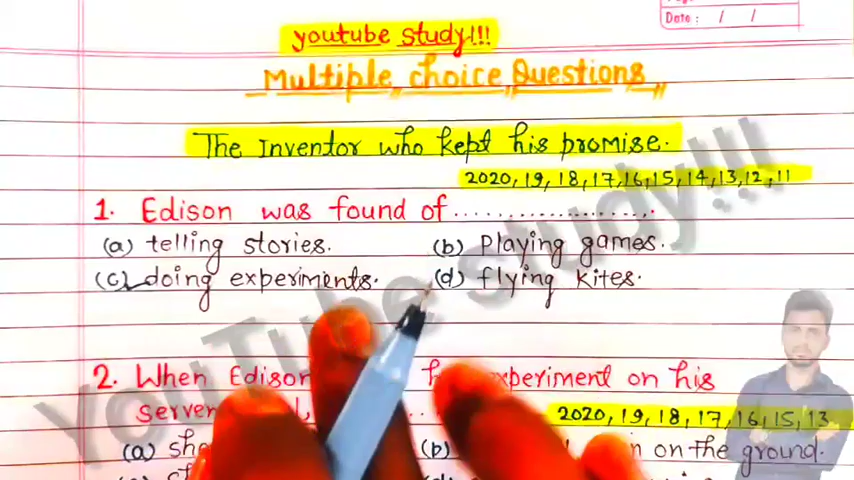 Date : / /
youtube study!!!
Multiple choice Questions
The Inventor who kept his promise.
2020, 19, 18, 17, 16, 15, 14, 13, 12, 11
1. Edison was found of....................
(a) telling stories. (b) Playing games.
(c) doing experiments. (d) flying Kites.
2. When Edison experiment on his
2020, 19, 18, 17, 16, 15, 13
(a) (b) on the ground.
YouTube study!!!